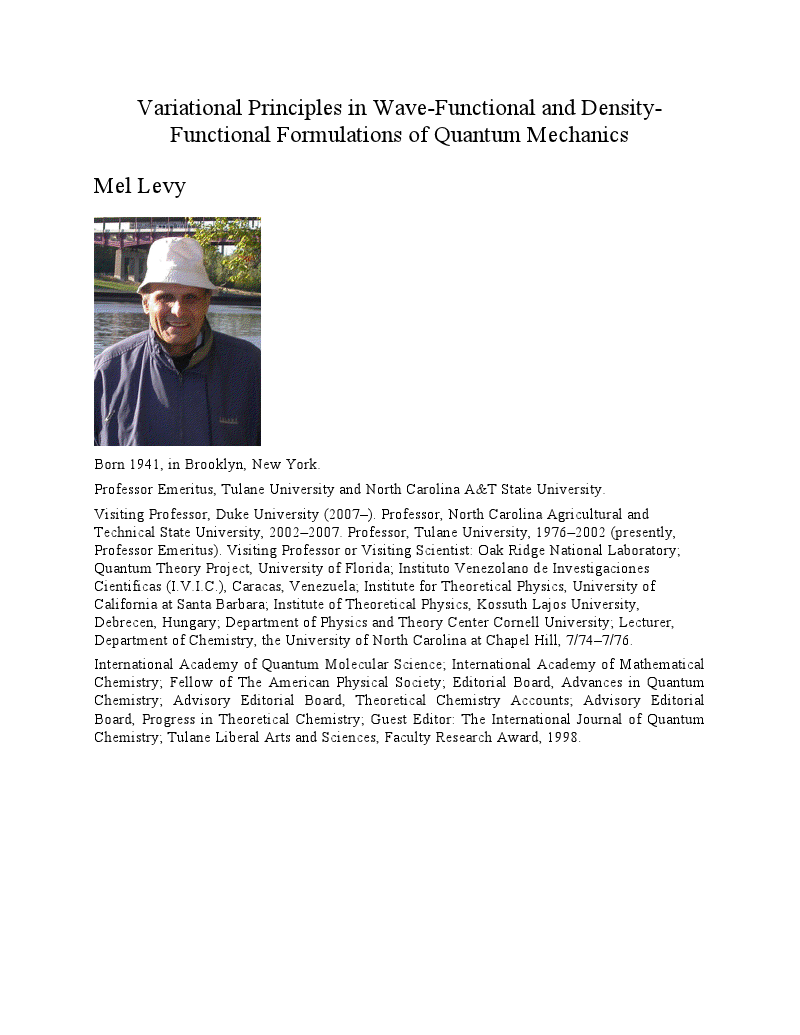 Variational Principles in Wave-Functional and Density-
Functional Formulations of Quantum Mechanics
Mel Levy
Born 1941, in Brooklyn, New York.
Professor Emeritus, Tulane University and North Carolina A&T State University.
Visiting Professor, Duke University (2007–). Professor, North Carolina Agricultural and
Technical State University, 2002–2007. Professor, Tulane University, 1976–2002 (presently,
Professor Emeritus). Visiting Professor or Visiting Scientist: Oak Ridge National Laboratory;
Quantum Theory Project, University of Florida; Instituto Venezolano de Investigaciones
Cientificas (I.V.I.C.), Caracas, Venezuela; Institute for Theoretical Physics, University of
California at Santa Barbara; Institute of Theoretical Physics, Kossuth Lajos University,
Debrecen, Hungary; Department of Physics and Theory Center Cornell University; Lecturer,
Department of Chemistry, the University of North Carolina at Chapel Hill, 7/74–7/76.
International Academy of Quantum Molecular Science; International Academy of Mathematical
Chemistry; Fellow of The American Physical Society; Editorial Board, Advances in Quantum
Chemistry; Advisory Editorial Board, Theoretical Chemistry Accounts; Advisory Editorial
Board, Progress in Theoretical Chemistry; Guest Editor: The International Journal of Quantum
Chemistry; Tulane Liberal Arts and Sciences, Faculty Research Award, 1998.